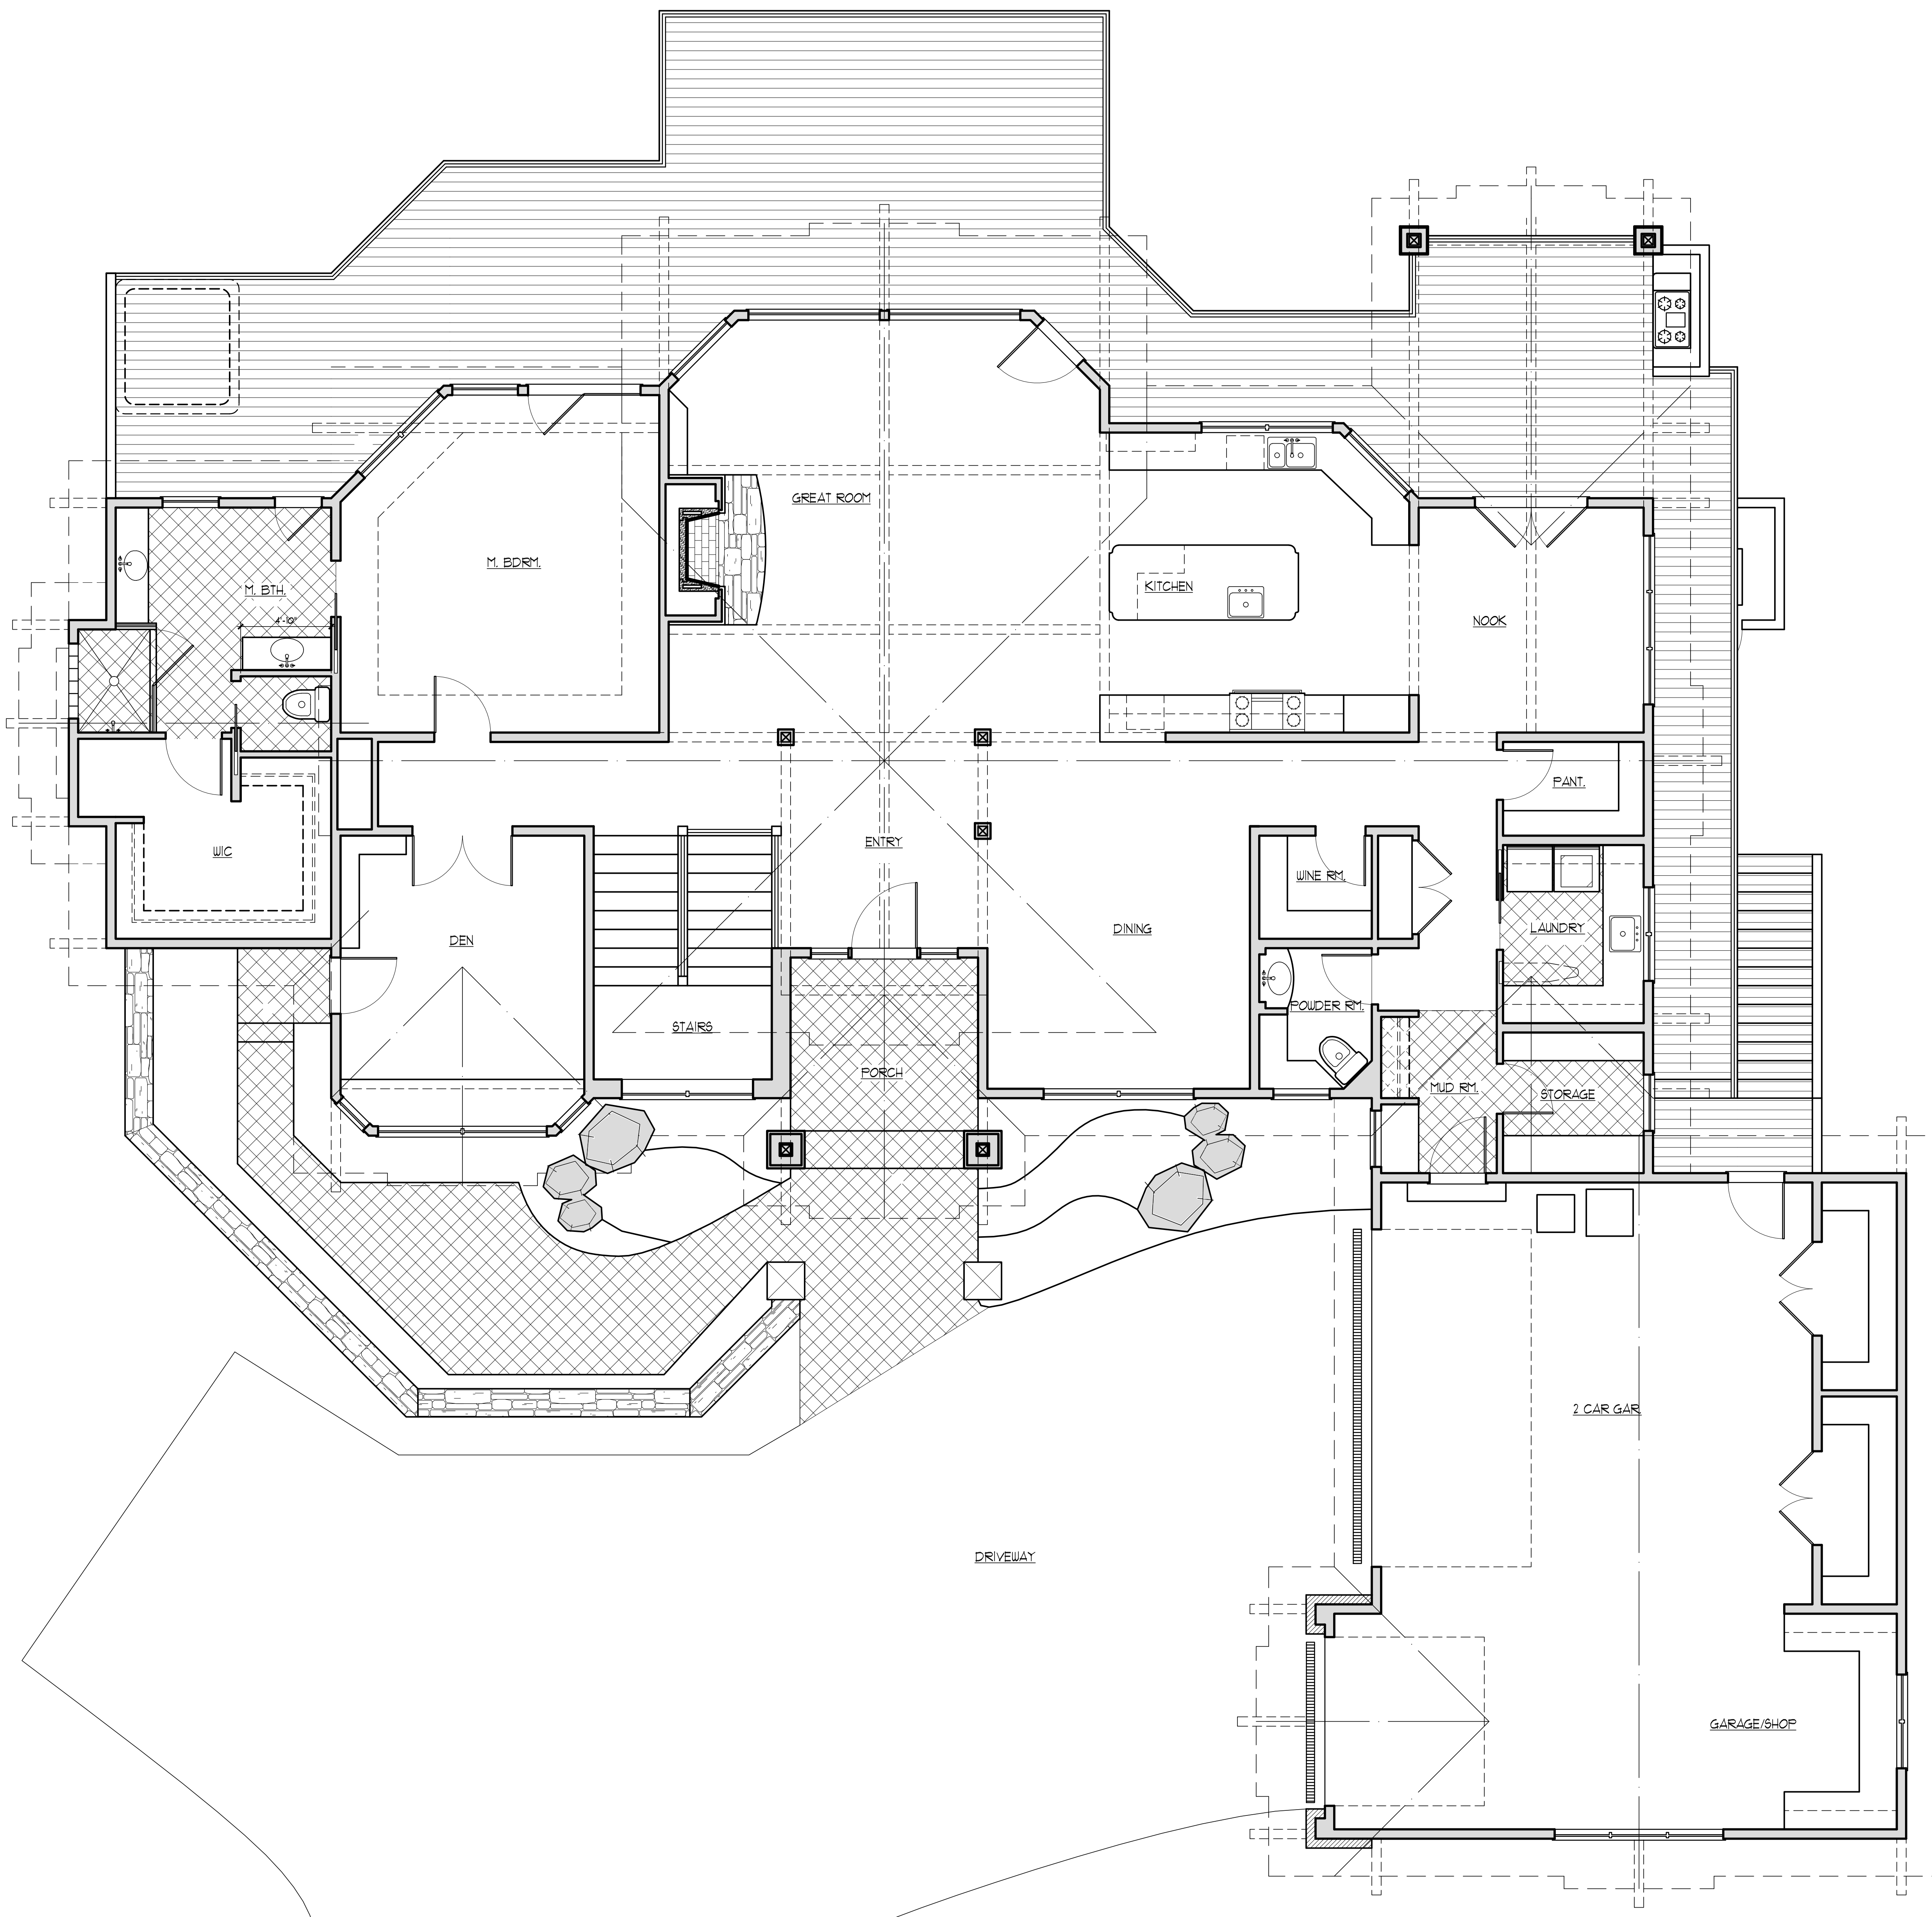 GREAT ROOM
M. BDRM.
M. BTH.
4'-10"
KITCHEN
NOOK
PANT.
WIC
ENTRY
WINE RM.
DEN
DINING
LAUNDRY
STAIRS
POWDER RM.
PORCH
MUD RM.
STORAGE
2 CAR GAR.
DRIVEWAY
GARAGE/SHOP